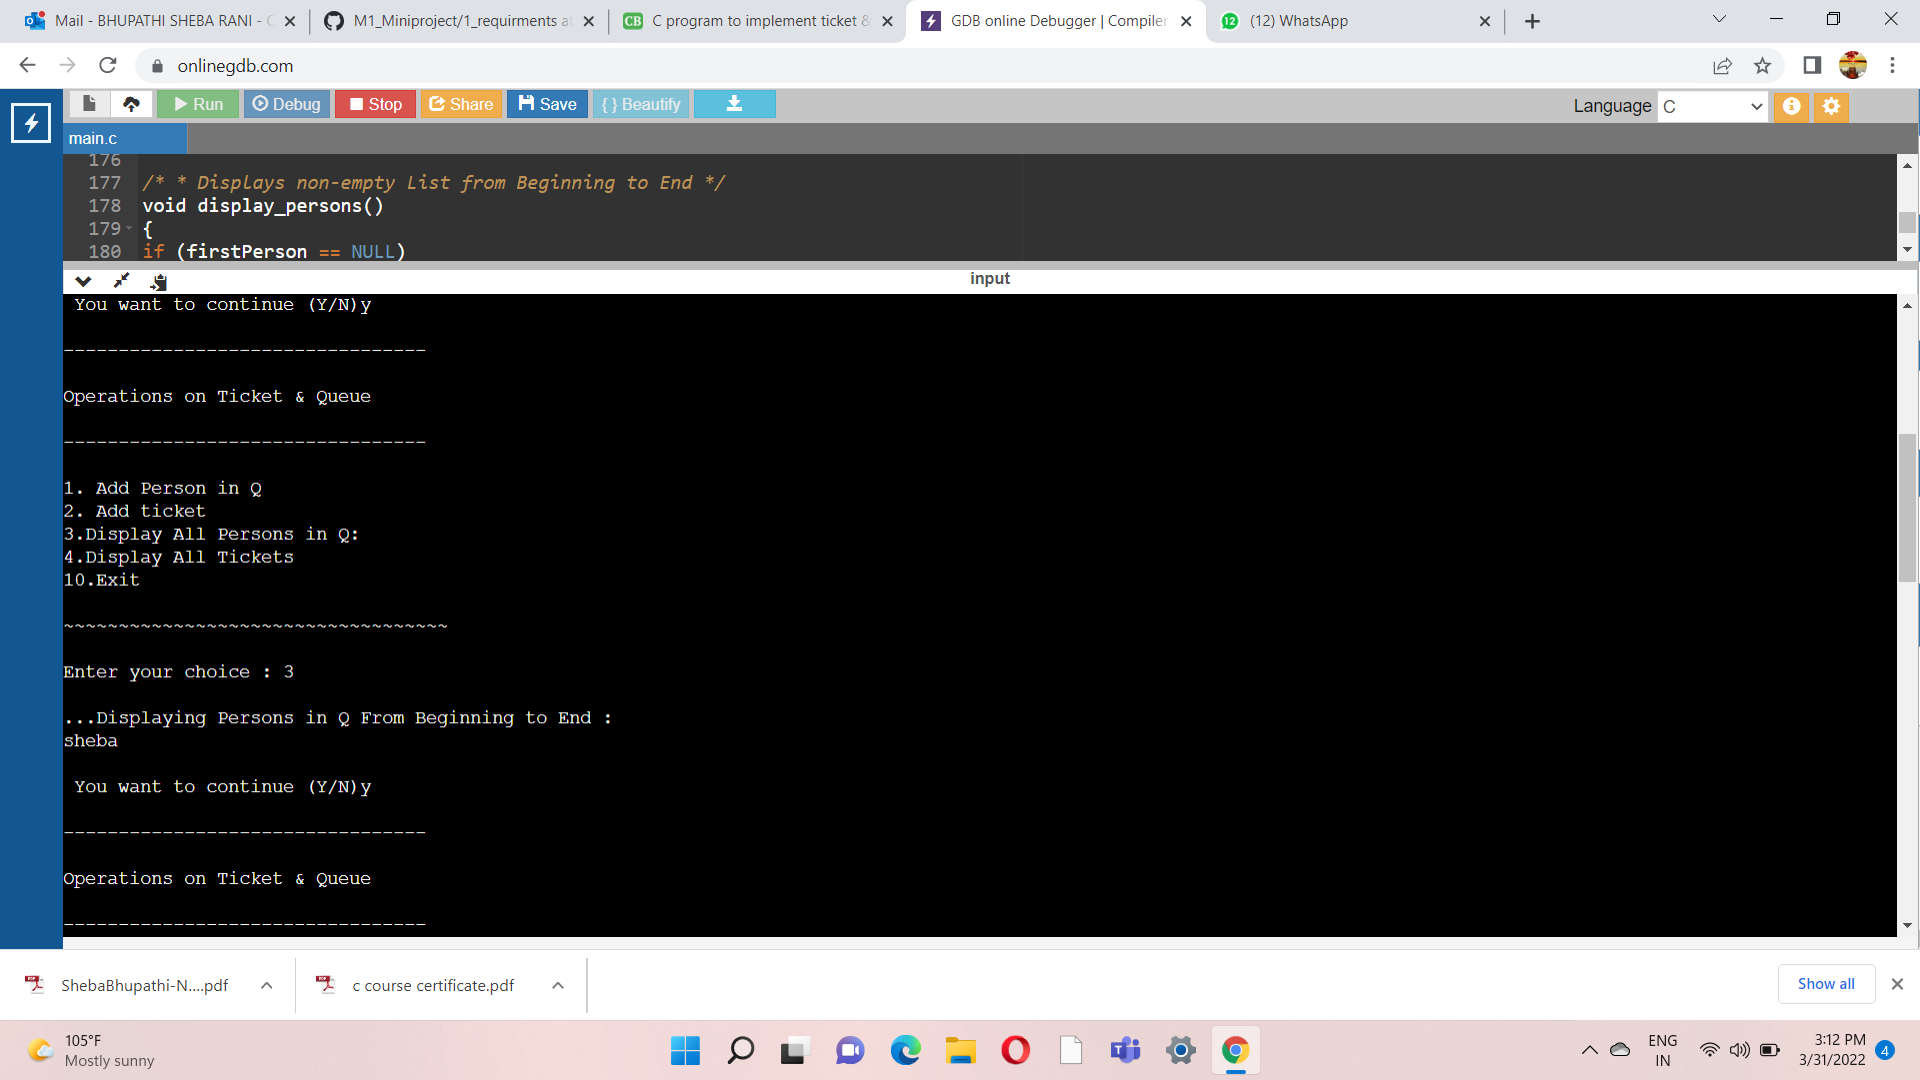 Mail - BHUPATHI SHEBA RANI - M1_Miniproject/1_requirments a CB C program to implement ticket & GDB online Debugger | Compiler 12 (12) WhatsApp
onlinegdb.com
Run Debug Stop Share Save { } Beautify Language C
main.c
176
177 /* * Displays non-empty List from Beginning to End */
178 void display_persons()
179 {
180 if (firstPerson == NULL)
input
You want to continue (Y/N)y
---------------------------------
Operations on Ticket & Queue
---------------------------------
1. Add Person in Q
2. Add ticket
3.Display All Persons in Q:
4.Display All Tickets
10.Exit
~~~~~~~~~~~~~~~~~~~~~~~~~~~~~~~~~~~
Enter your choice : 3
...Displaying Persons in Q From Beginning to End :
sheba
You want to continue (Y/N)y
---------------------------------
Operations on Ticket & Queue
---------------------------------
ShebaBhupathi-N....pdf c course certificate.pdf Show all
105°F
Mostly sunny
ENG
IN
3:12 PM
3/31/2022
4